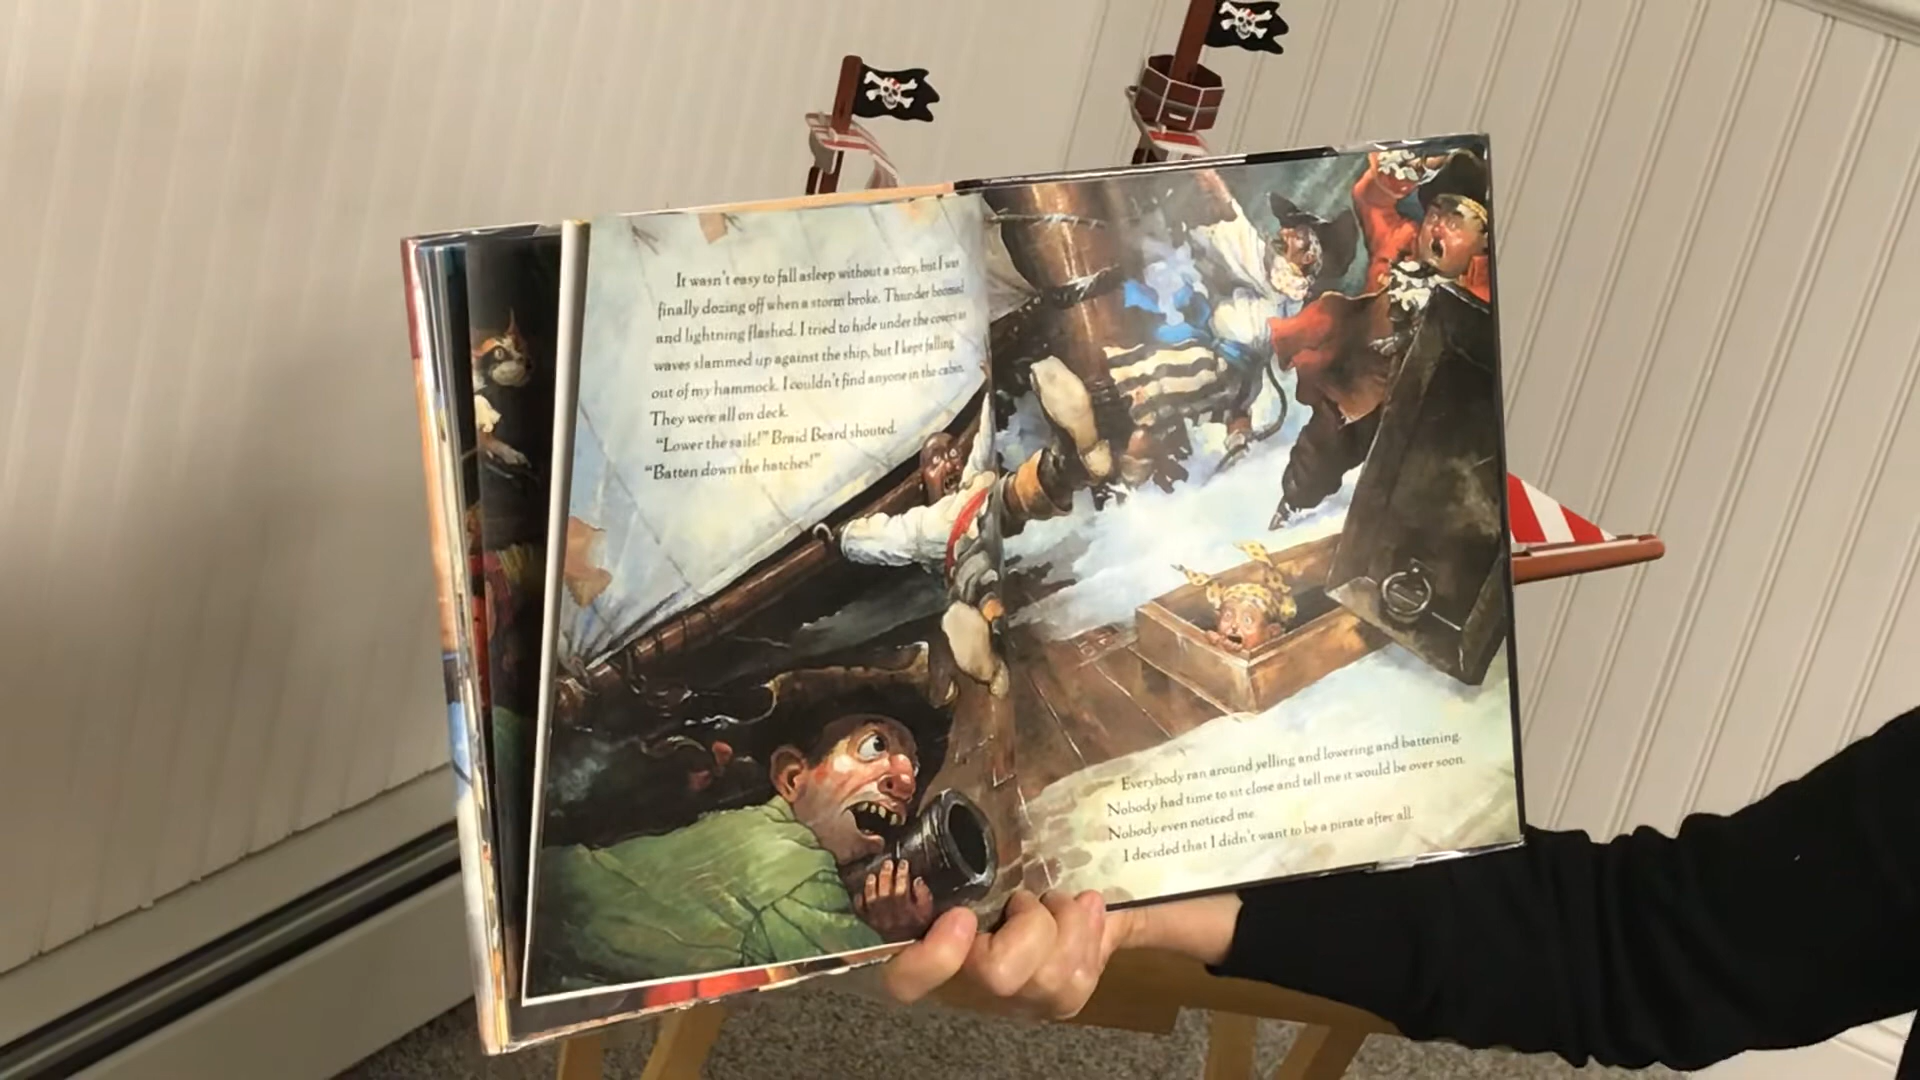 It wasn't easy to fall asleep without a story, but I was
finally dozing off when a storm broke. Thunder boomed
and lightning flashed. I tried to hide under the covers as
waves slammed up against the ship, but I kept falling
out of my hammock. I couldn't find anyone in the cabin.
They were all on deck.
"Lower the sails!" Braid Beard shouted.
"Batten down the hatches!"
Everybody ran around yelling and lowering and battening.
Nobody had time to sit close and tell me it would be over soon.
Nobody even noticed me.
I decided that I didn't want to be a pirate after all.